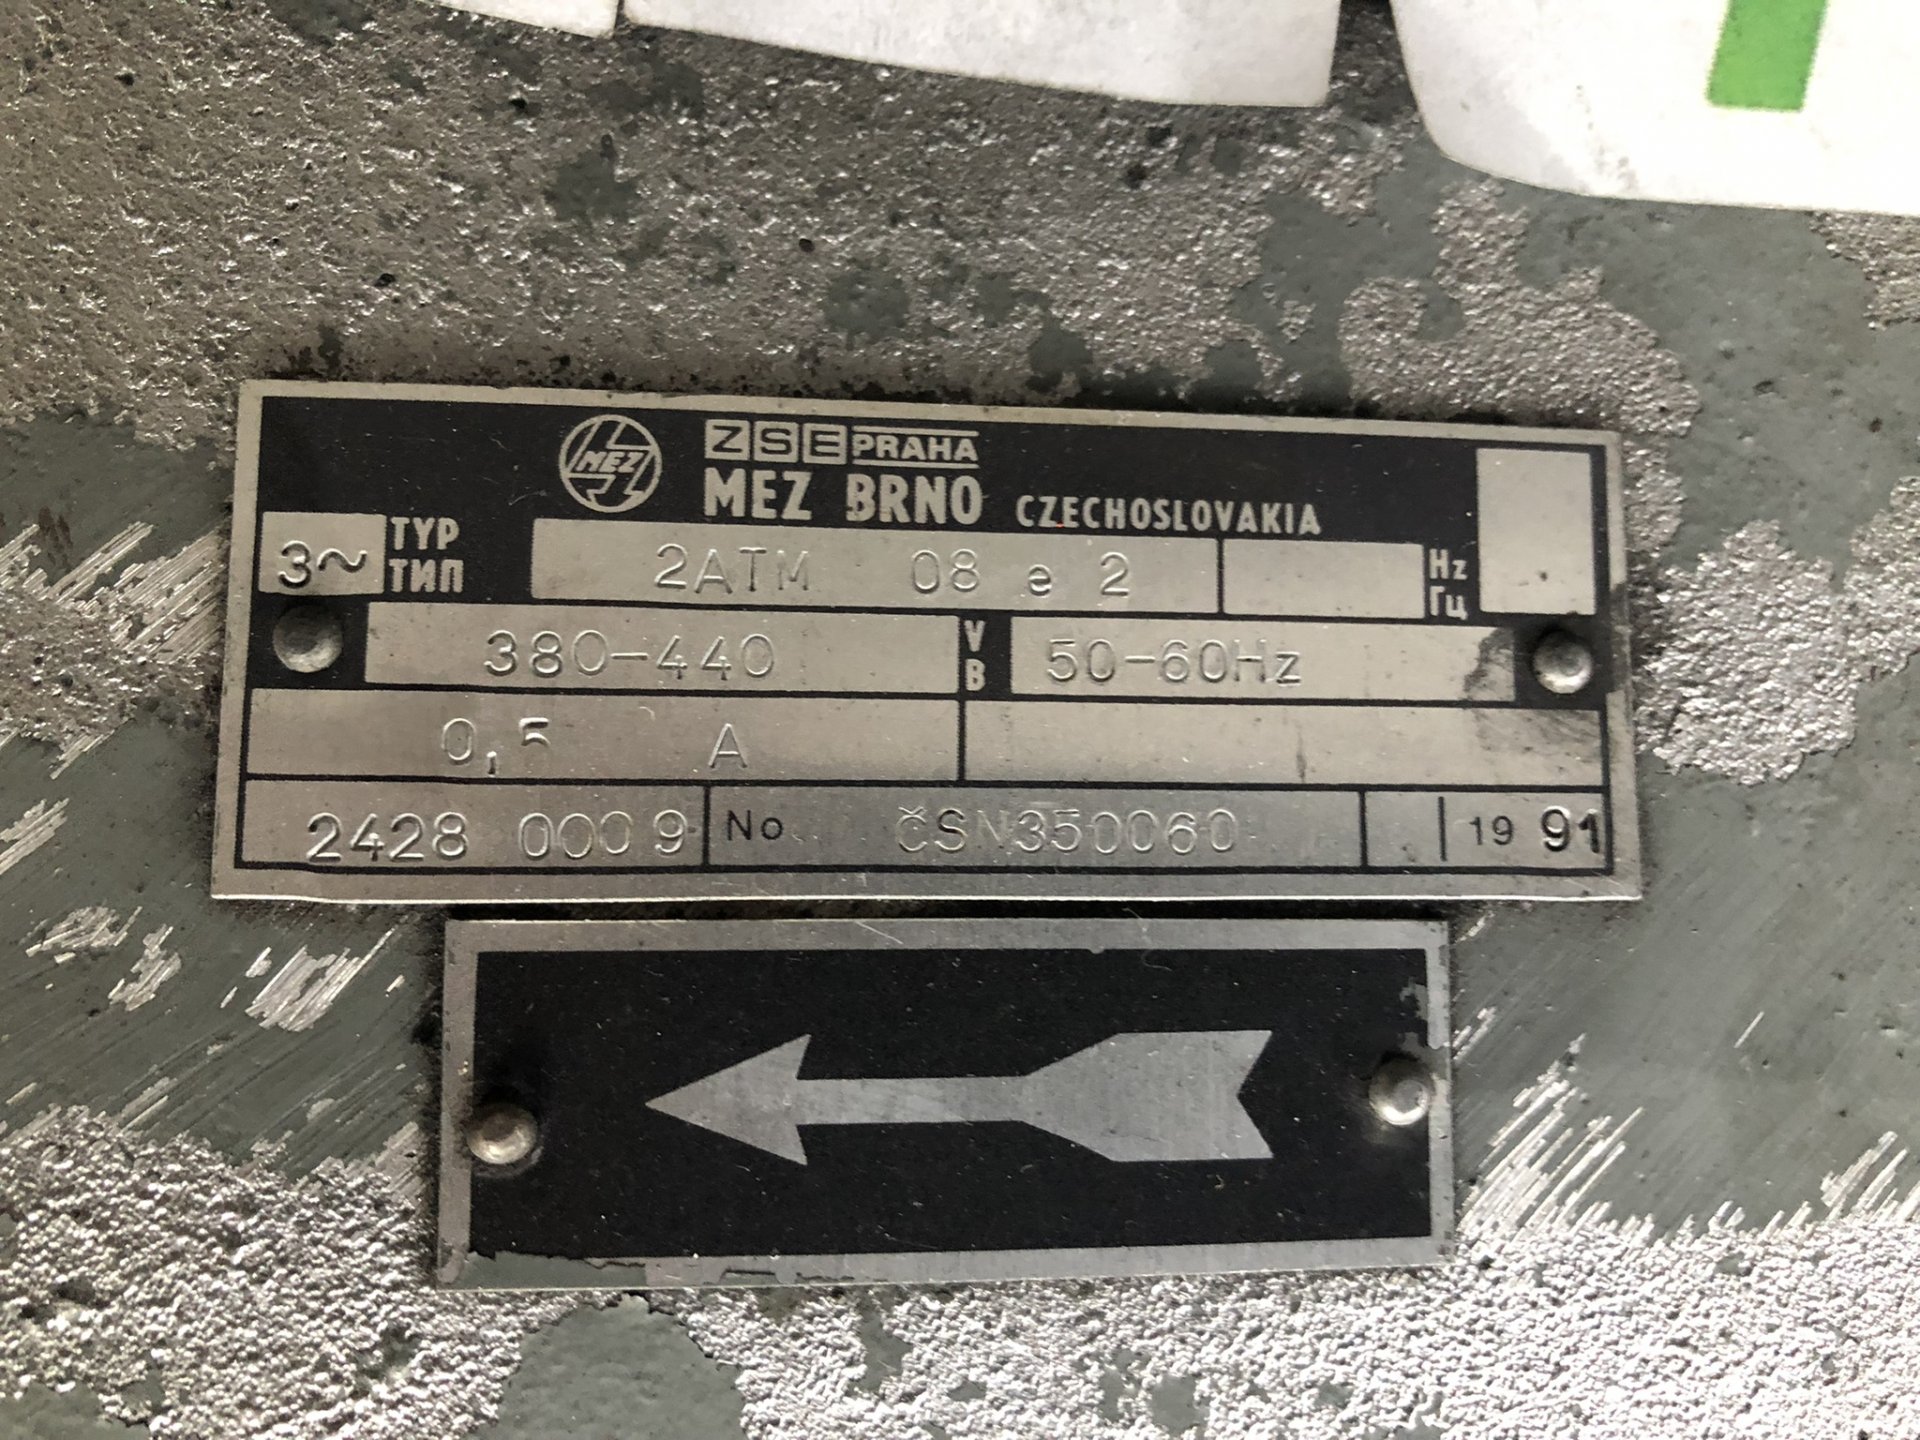 MEZ
ZSE PRAHA
MEZ BRNO CZECHOSLOVAKIA
3~ TYP ТИП 2ATM 08 e 2 Hz Гц
380-440 V В 50-60Hz
0,5 A
2428 0009 No ČSN350060 19 91